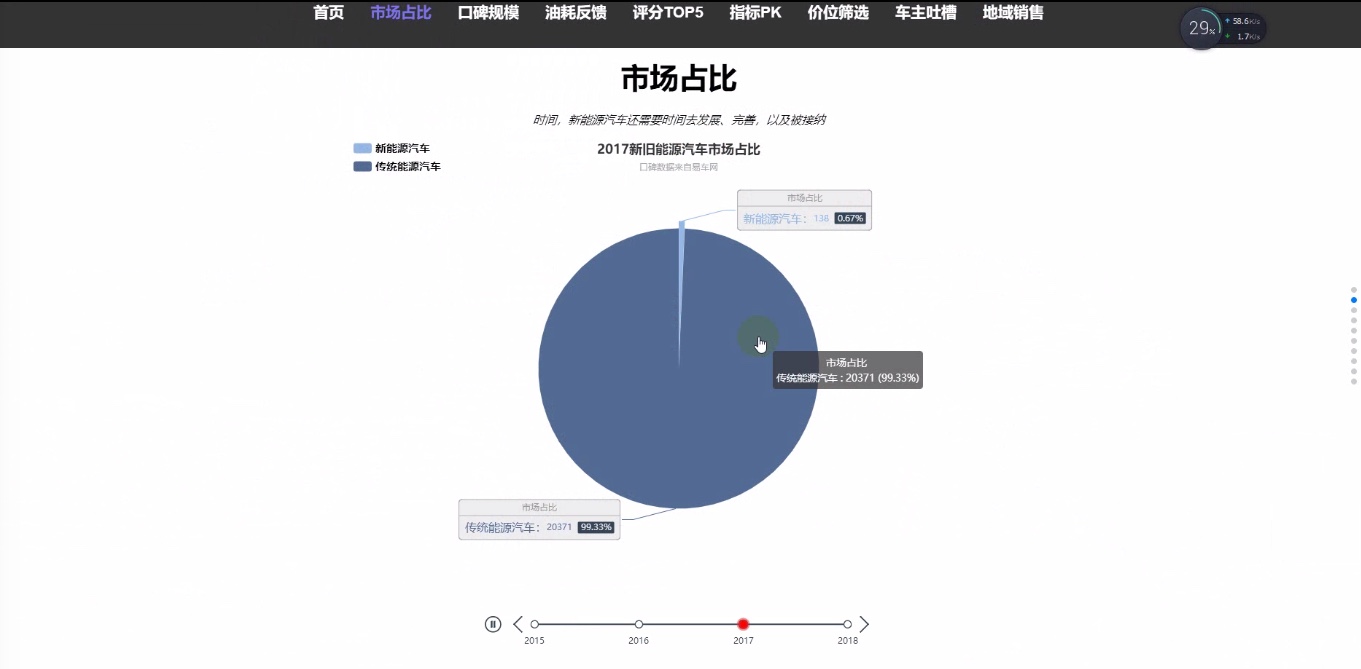 首页 市场占比 口碑规模 油耗反馈 评分TOP5 指标PK 价位筛选 车主吐槽 地域销售
29% 58.6K/s
1.7K/s
市场占比
时间，新能源汽车还需要时间去发展、完善，以及被接纳
新能源汽车
传统能源汽车
2017新旧能源汽车市场占比
口碑数据来自易车网
市场占比
新能源汽车： 138 0.67%
市场占比
传统能源汽车 : 20371 (99.33%)
市场占比
传统能源汽车： 20371 99.33%
2015 2016 2017 2018